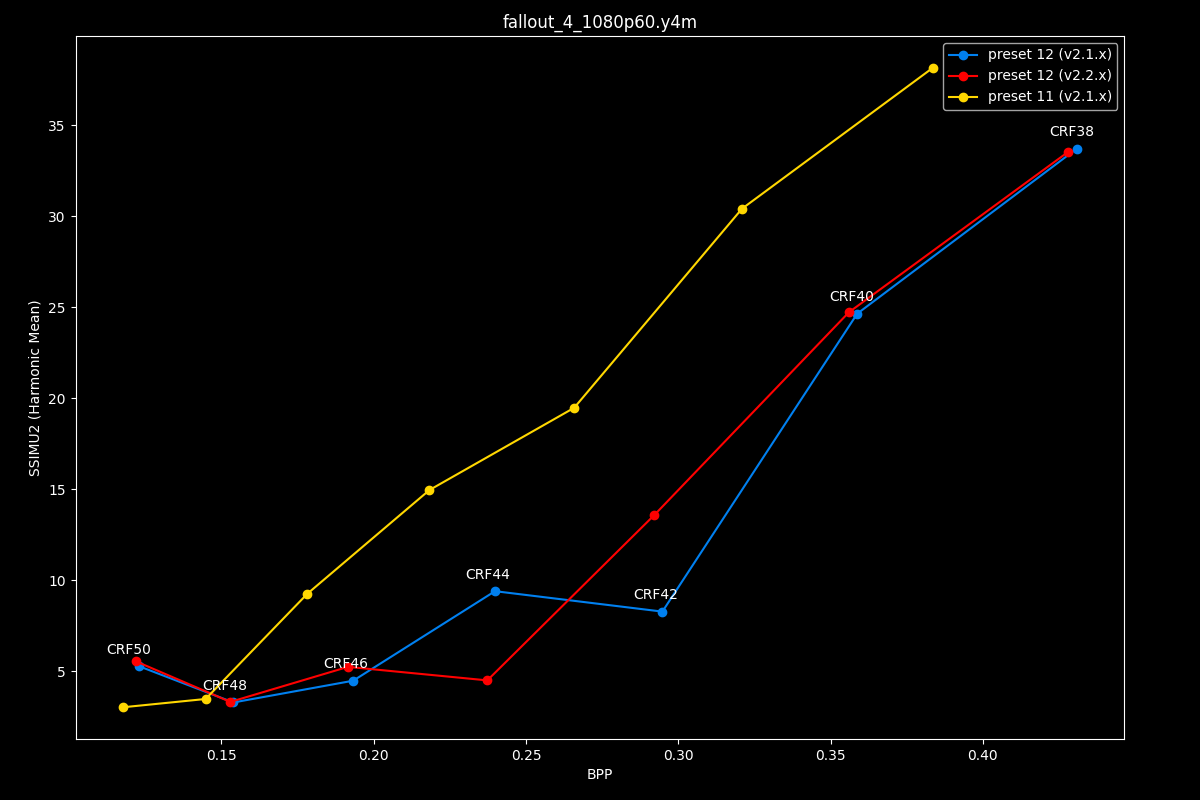 fallout_4_1080p60.y4m
preset 12 (v2.1.x)
preset 12 (v2.2.x)
preset 11 (v2.1.x)
CRF38
CRF40
CRF44
CRF42
CRF50
CRF46
CRF48
SSIMU2 (Harmonic Mean)
35
30
25
20
15
10
5
0.15 0.20 0.25 0.30 0.35 0.40
BPP